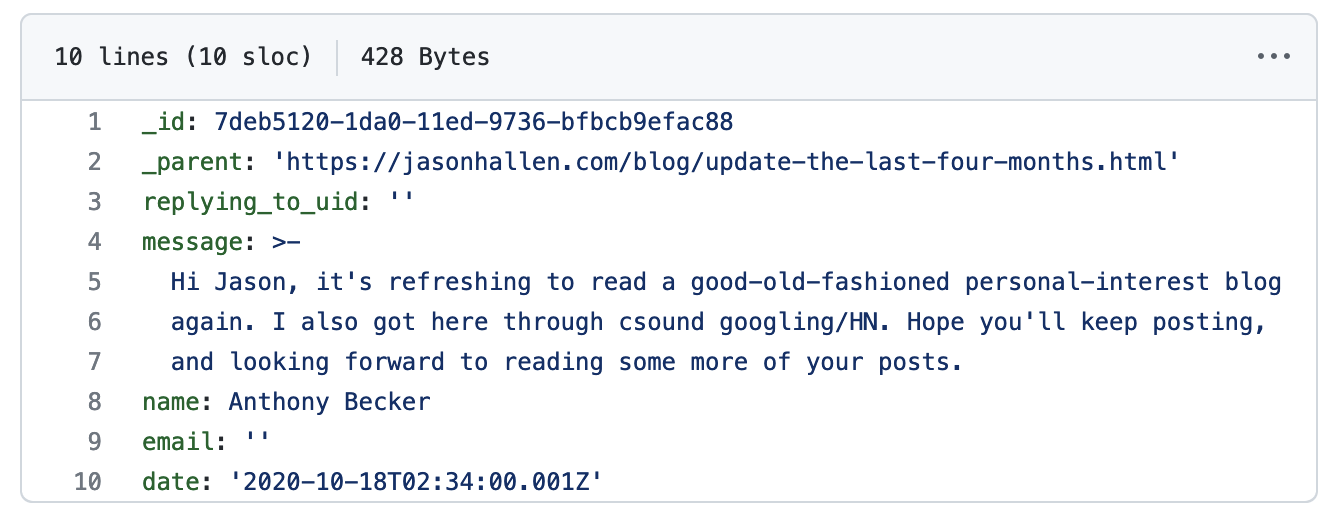 10 lines (10 sloc) 428 Bytes
1 _id: 7deb5120-1da0-11ed-9736-bfbcb9efac88
2 _parent: 'https://jasonhallen.com/blog/update-the-last-four-months.html'
3 replying_to_uid: ''
4 message: >-
5 Hi Jason, it's refreshing to read a good-old-fashioned personal-interest blog
6 again. I also got here through csound googling/HN. Hope you'll keep posting,
7 and looking forward to reading some more of your posts.
8 name: Anthony Becker
9 email: ''
10 date: '2020-10-18T02:34:00.001Z'